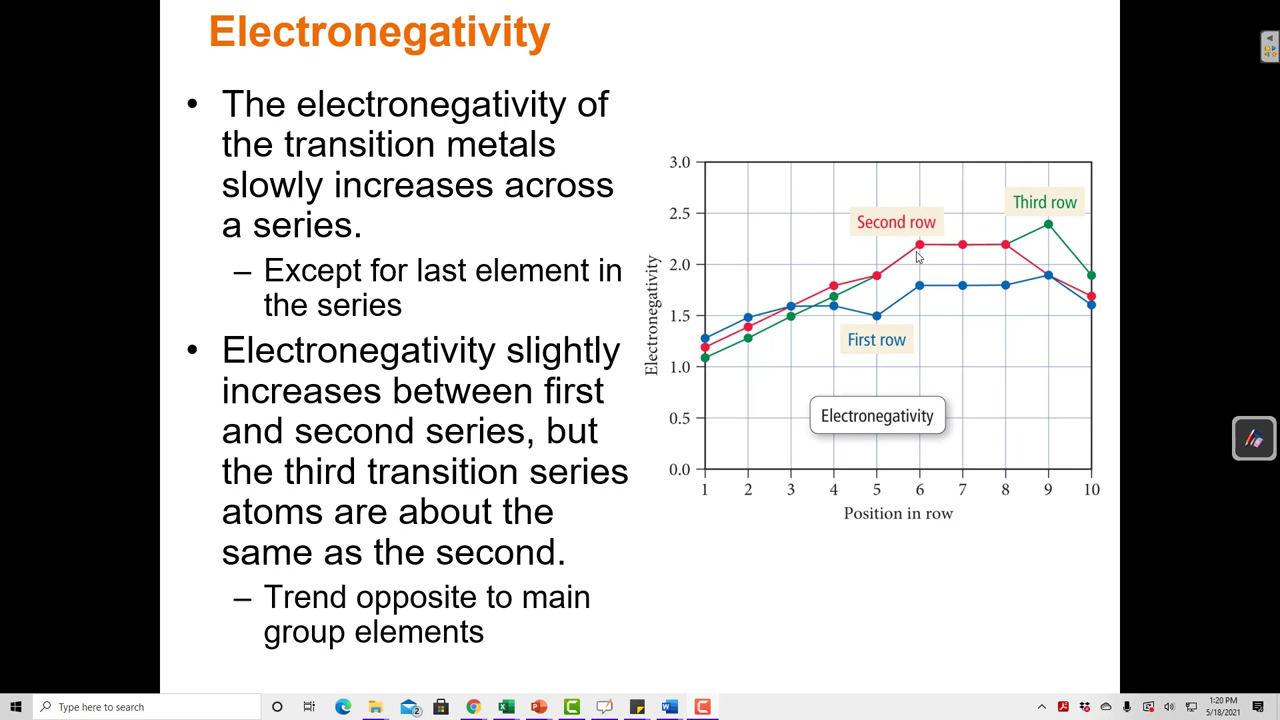 Electronegativity
• The electronegativity of
the transition metals
slowly increases across
a series.
– Except for last element in
the series
• Electronegativity slightly
increases between first
and second series, but
the third transition series
atoms are about the
same as the second.
– Trend opposite to main
group elements
3.0
2.5
2.0
1.5
1.0
0.5
0.0
Electronegativity
Second row
Third row
First row
Electronegativity
1 2 3 4 5 6 7 8 9 10
Position in row
Type here to search
2
1:20 PM
5/18/2021